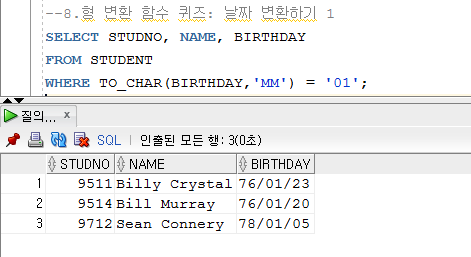 --8.형 변환 함수 퀴즈: 날짜 변환하기 1
SELECT STUDNO, NAME, BIRTHDAY
FROM STUDENT
WHERE TO_CHAR(BIRTHDAY,'MM') = '01';
질의... x
SQL | 인출된 모든 행: 3(0초)
STUDNO NAME BIRTHDAY
1 9511 Billy Crystal 76/01/23
2 9514 Bill Murray 76/01/20
3 9712 Sean Connery 78/01/05